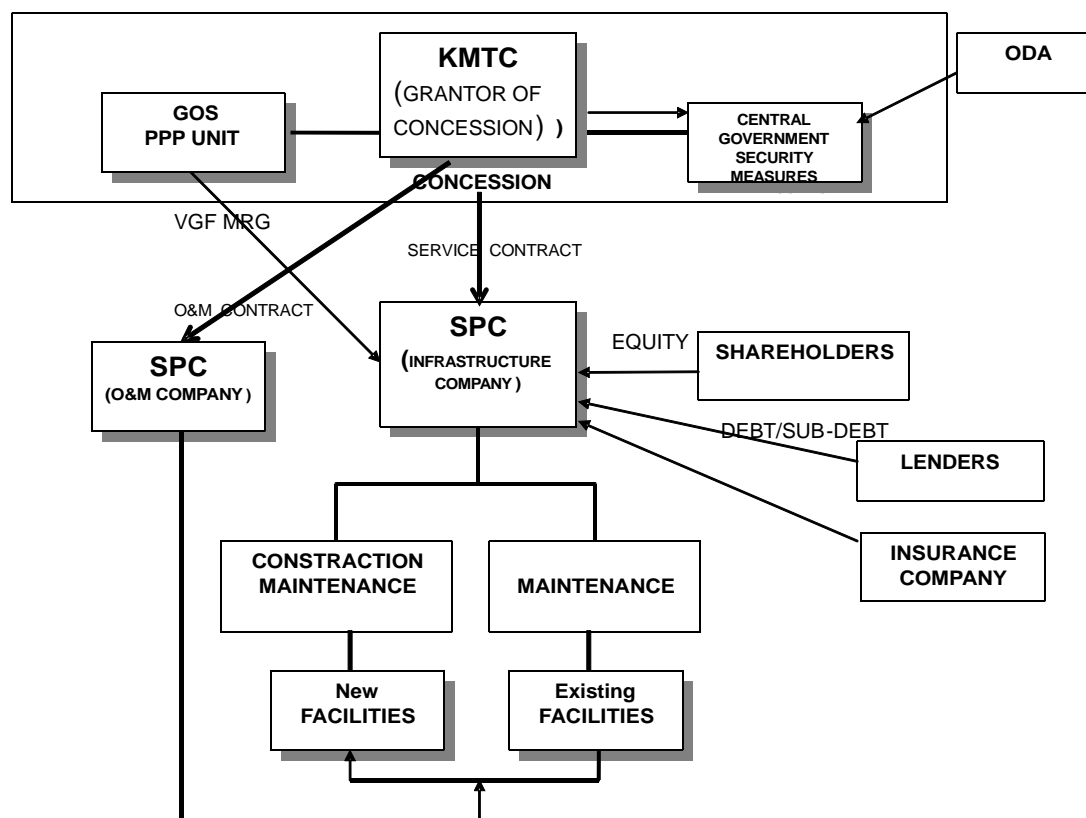 KMTC
(GRANTOR OF
CONCESSION) )
ODA
GOS
PPP UNIT
CENTRAL
GOVERNMENT
SECURITY
MEASURES
CONCESSION
VGF MRG
SERVICE CONTRACT
O&M CONTRACT
SPC
(O&M COMPANY)
SPC
(INFRASTRUCTURE
COMPANY)
EQUITY
SHAREHOLDERS
DEBT/SUB-DEBT
LENDERS
INSURANCE
COMPANY
CONSTRACTION
MAINTENANCE
MAINTENANCE
New
FACILITIES
Existing
FACILITIES